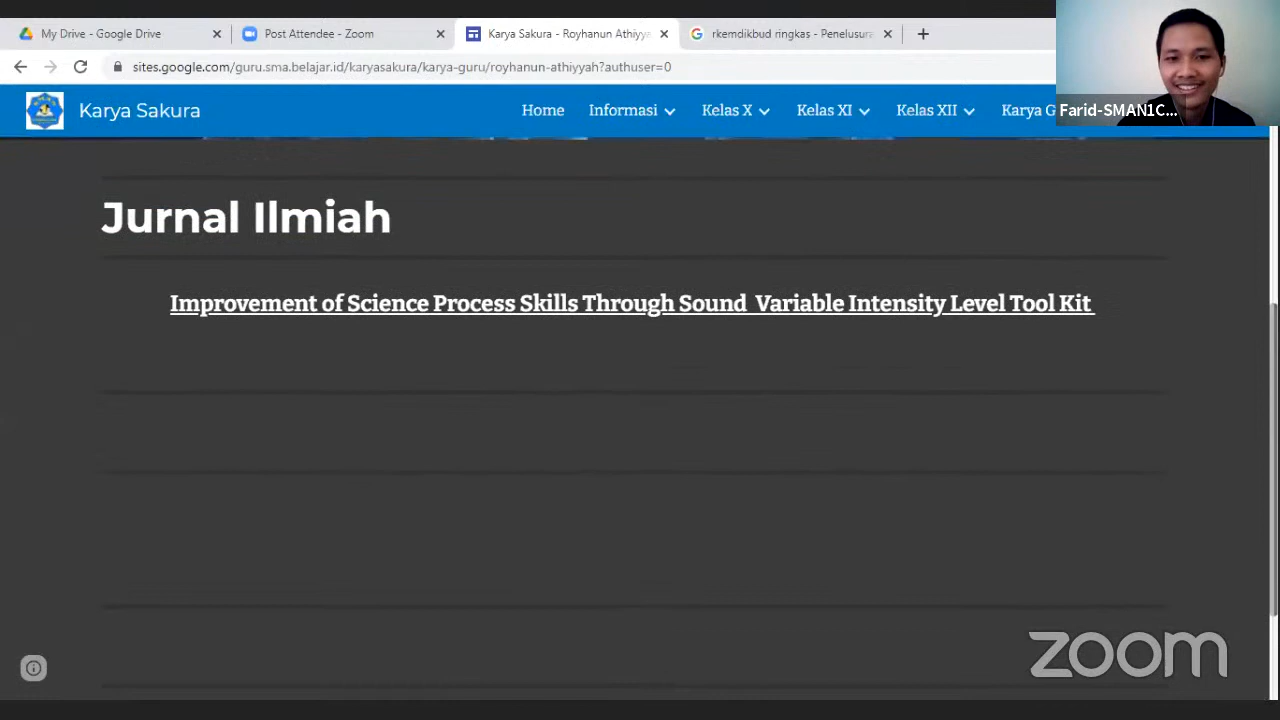 My Drive - Google Drive
Post Attendee - Zoom
Karya Sakura - Royhanun Athiyya
rkemdikbud ringkas - Penelusura
sites.google.com/guru.sma.belajar.id/karyasakura/karya-guru/royhanun-athiyyah?authuser=0
Karya Sakura
Home
Informasi
Kelas X
Kelas XI
Kelas XII
Karya G
Farid-SMAN1C...
Jurnal Ilmiah
Improvement of Science Process Skills Through Sound Variable Intensity Level Tool Kit
zoom